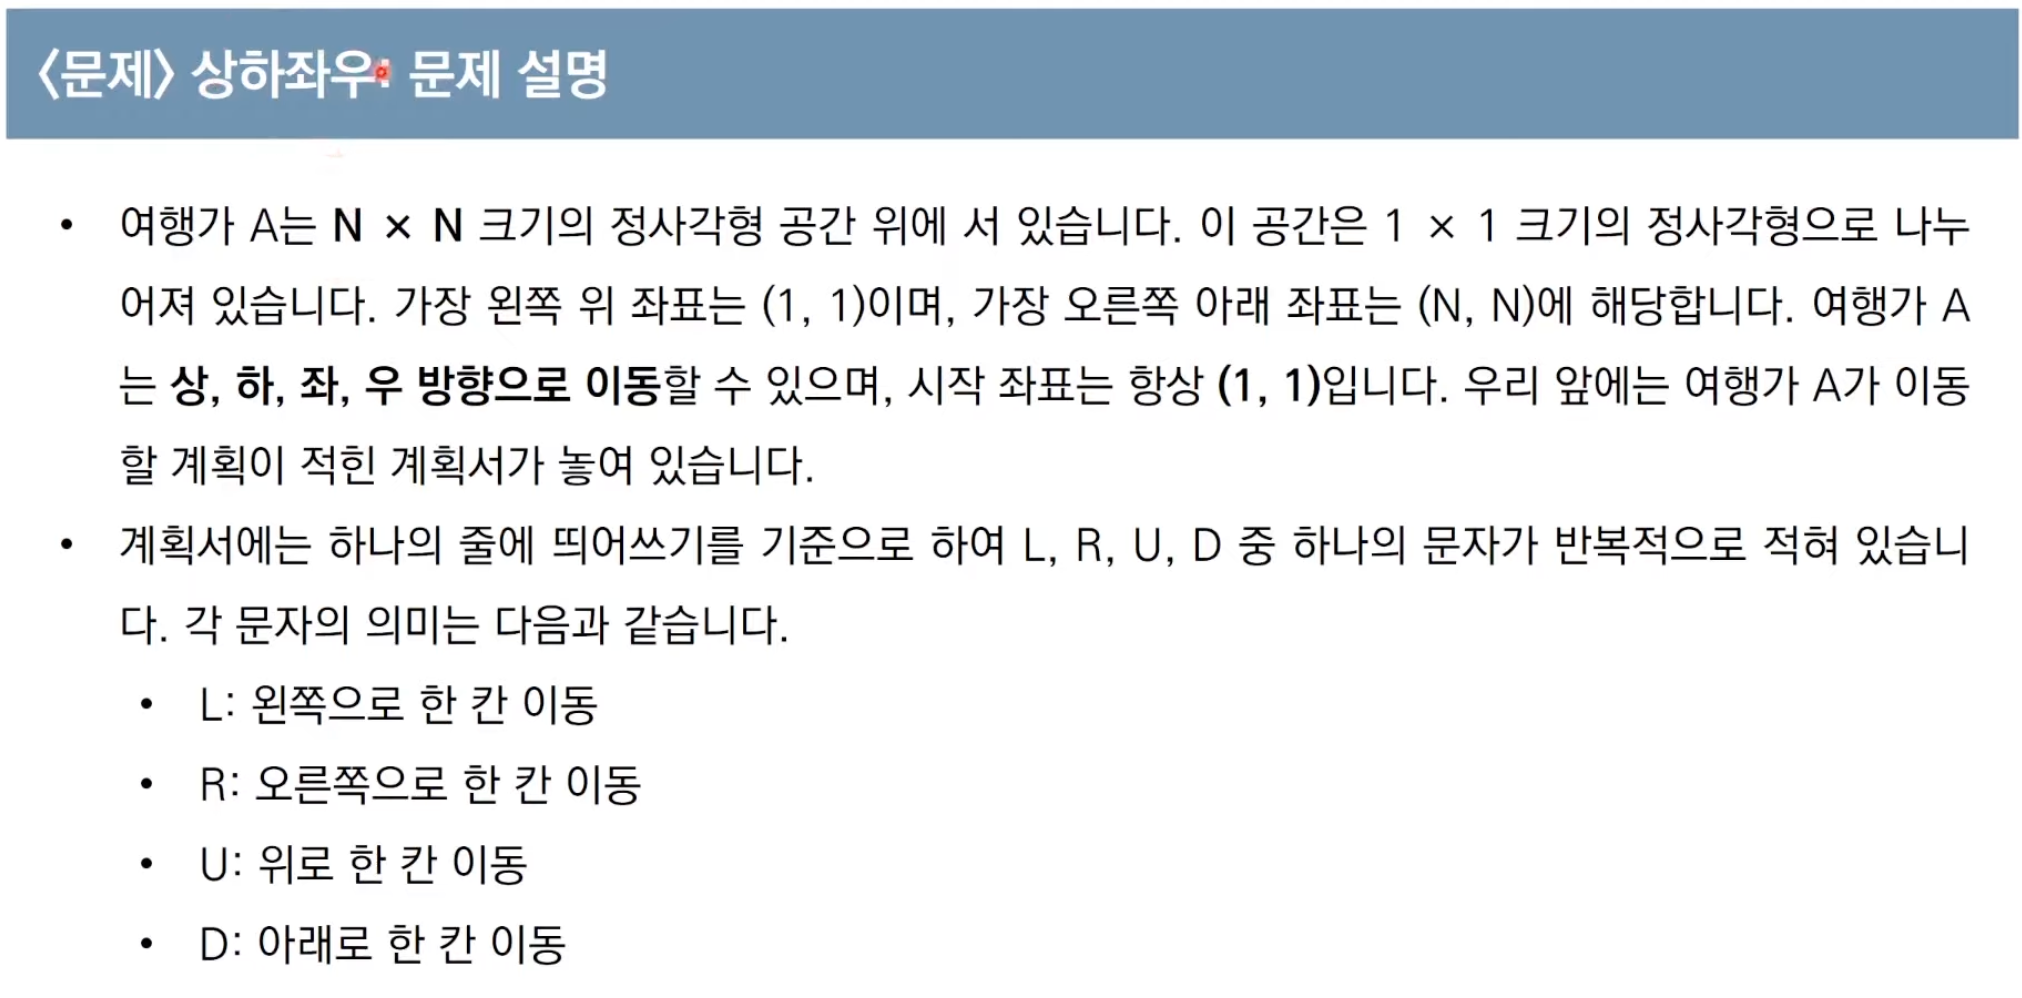 <문제> 상하좌우: 문제 설명
• 여행가 A는 N × N 크기의 정사각형 공간 위에 서 있습니다. 이 공간은 1 × 1 크기의 정사각형으로 나누
어져 있습니다. 가장 왼쪽 위 좌표는 (1, 1)이며, 가장 오른쪽 아래 좌표는 (N, N)에 해당합니다. 여행가 A
는 상, 하, 좌, 우 방향으로 이동할 수 있으며, 시작 좌표는 항상 (1, 1)입니다. 우리 앞에는 여행가 A가 이동
할 계획이 적힌 계획서가 놓여 있습니다.
• 계획서에는 하나의 줄에 띄어쓰기를 기준으로 하여 L, R, U, D 중 하나의 문자가 반복적으로 적혀 있습니
다. 각 문자의 의미는 다음과 같습니다.
• L: 왼쪽으로 한 칸 이동
• R: 오른쪽으로 한 칸 이동
• U: 위로 한 칸 이동
• D: 아래로 한 칸 이동